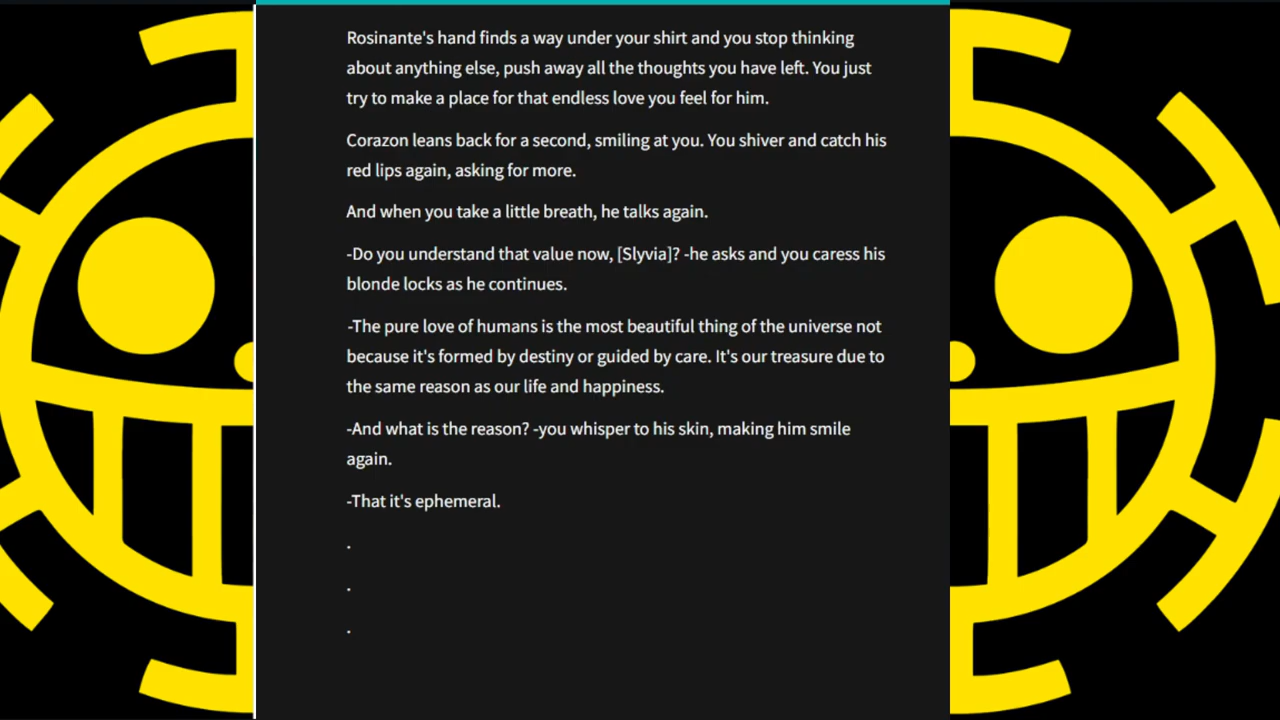 Rosinante's hand finds a way under your shirt and you stop thinking
about anything else, push away all the thoughts you have left. You just
try to make a place for that endless love you feel for him.
Corazon leans back for a second, smiling at you. You shiver and catch his
red lips again, asking for more.
And when you take a little breath, he talks again.
-Do you understand that value now, [Slyvia]? -he asks and you caress his
blonde locks as he continues.
-The pure love of humans is the most beautiful thing of the universe not
because it's formed by destiny or guided by care. It's our treasure due to
the same reason as our life and happiness.
-And what is the reason? -you whisper to his skin, making him smile
again.
-That it's ephemeral.
.
.
.